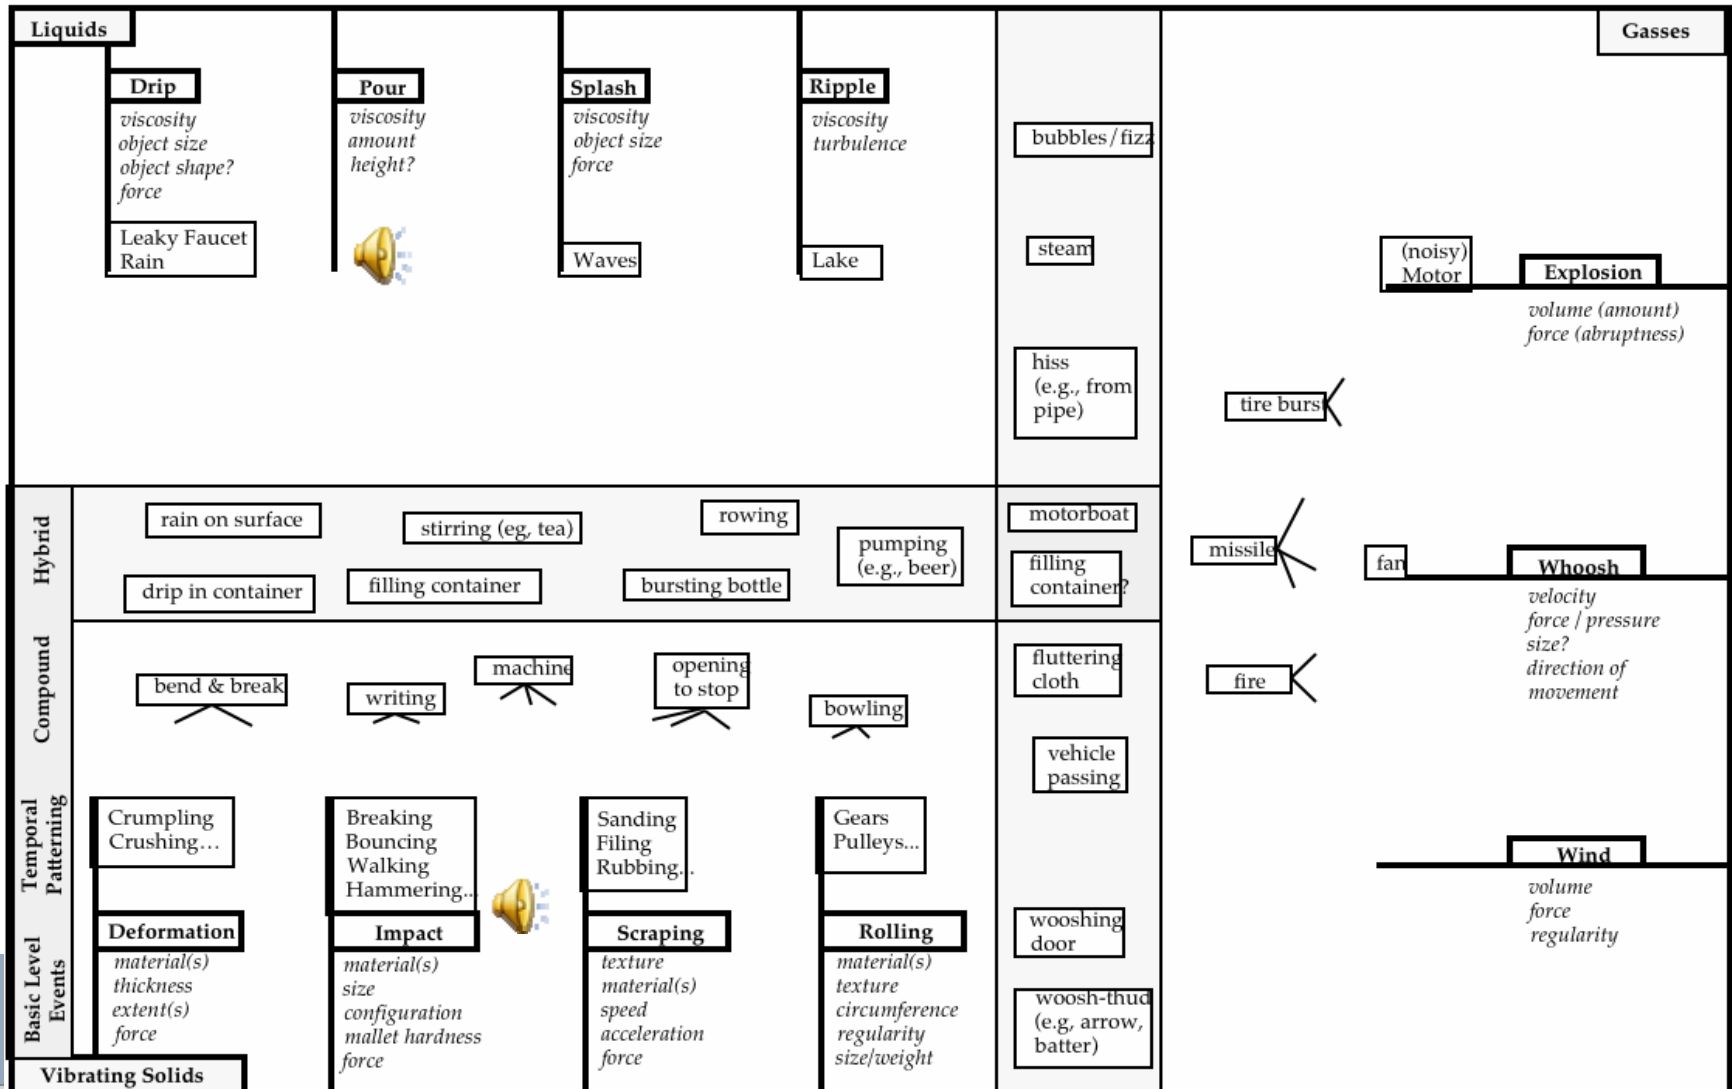 Liquids
Gasses
Drip
viscosity
object size
object shape?
force
Leaky Faucet
Rain
Pour
viscosity
amount
height?
Splash
viscosity
object size
force
Waves
Ripple
viscosity
turbulence
Lake
bubbles/fizz
steam
hiss
(e.g., from
pipe)
(noisy)
Motor
Explosion
volume (amount)
force (abruptness)
tire burst
Hybrid
rain on surface
stirring (eg, tea)
rowing
pumping
(e.g., beer)
drip in container
filling container
bursting bottle
motorboat
filling
container?
missile
fan
Whoosh
velocity
force / pressure
size?
direction of
movement
fire
Compound
bend & break
writing
machine
opening
to stop
bowling
fluttering
cloth
vehicle
passing
Temporal
Patterning
Crumpling
Crushing…
Breaking
Bouncing
Walking
Hammering...
Sanding
Filing
Rubbing...
Gears
Pulleys...
Wind
volume
force
regularity
Basic Level
Events
Deformation
material(s)
thickness
extent(s)
force
Impact
material(s)
size
configuration
mallet hardness
force
Scraping
texture
material(s)
speed
acceleration
force
Rolling
material(s)
texture
circumference
regularity
size/weight
wooshing
door
woosh-thud
(e.g, arrow,
batter)
Vibrating Solids